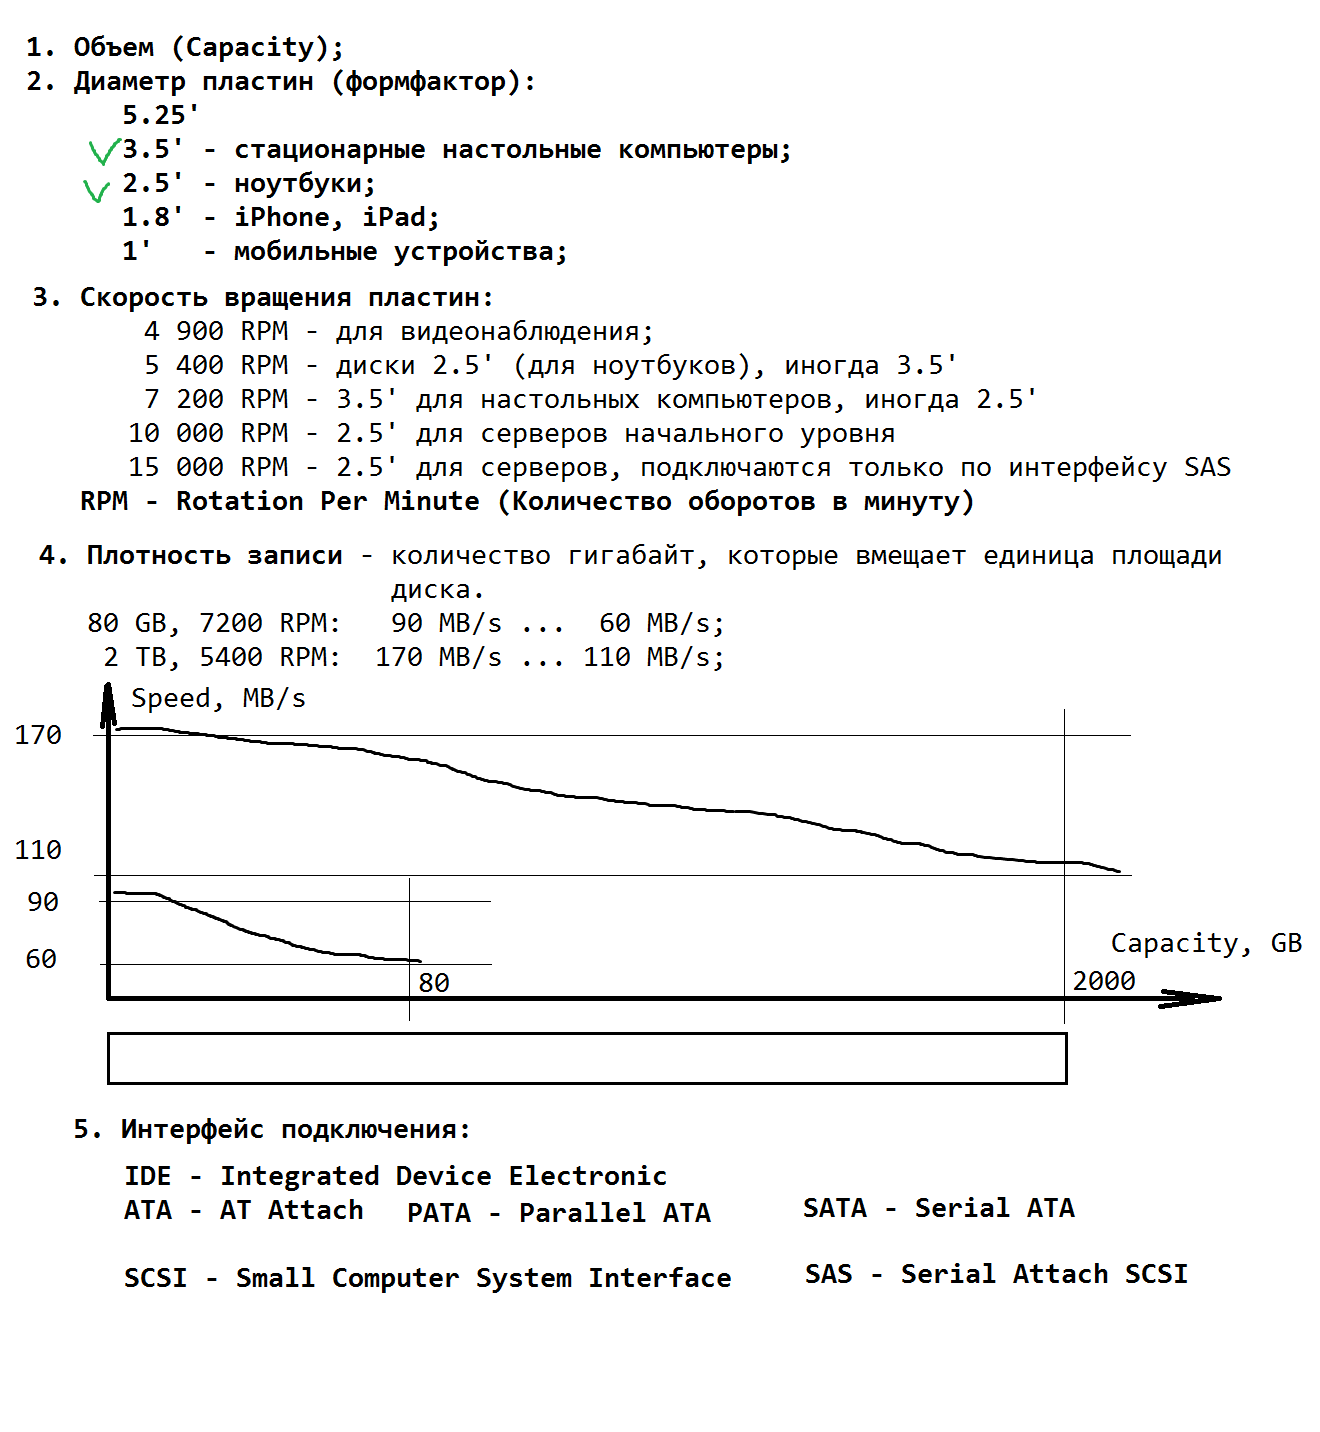 1. Объем (Capacity);
2. Диаметр пластин (формфактор):
5.25'
3.5' - стационарные настольные компьютеры;
2.5' - ноутбуки;
1.8' - iPhone, iPad;
1' - мобильные устройства;
3. Скорость вращения пластин:
4 900 RPM - для видеонаблюдения;
5 400 RPM - диски 2.5' (для ноутбуков), иногда 3.5'
7 200 RPM - 3.5' для настольных компьютеров, иногда 2.5'
10 000 RPM - 2.5' для серверов начального уровня
15 000 RPM - 2.5' для серверов, подключаются только по интерфейсу SAS
RPM - Rotation Per Minute (Количество оборотов в минуту)
4. Плотность записи - количество гигабайт, которые вмещает единица площади
диска.
80 GB, 7200 RPM: 90 MB/s ... 60 MB/s;
2 TB, 5400 RPM: 170 MB/s ... 110 MB/s;
Speed, MB/s
170
110
90
60
Capacity, GB
80
2000
5. Интерфейс подключения:
IDE - Integrated Device Electronic
ATA - AT Attach PATA - Parallel ATA SATA - Serial ATA
SCSI - Small Computer System Interface SAS - Serial Attach SCSI